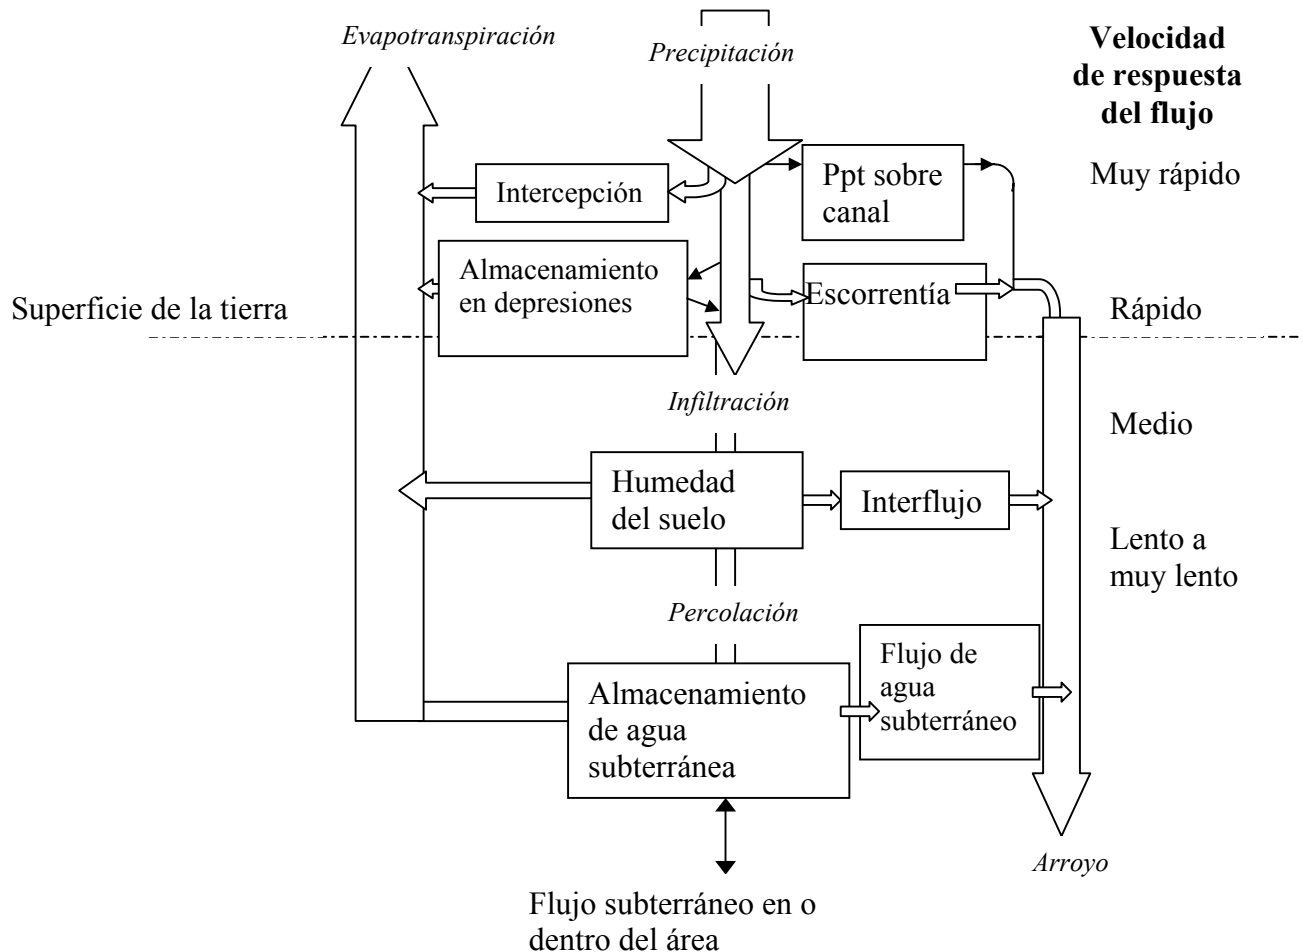 Evapotranspiración
Precipitación
Velocidad
de respuesta
del flujo
Intercepción
Ppt sobre
canal
Muy rápido
Almacenamiento
en depresiones
Escorrentía
Superficie de la tierra
Rápido
Infiltración
Medio
Humedad
del suelo
Interflujo
Lento a
muy lento
Percolación
Almacenamiento
de agua
subterránea
Flujo de
agua
subterráneo
Arroyo
Flujo subterráneo en o
dentro del área